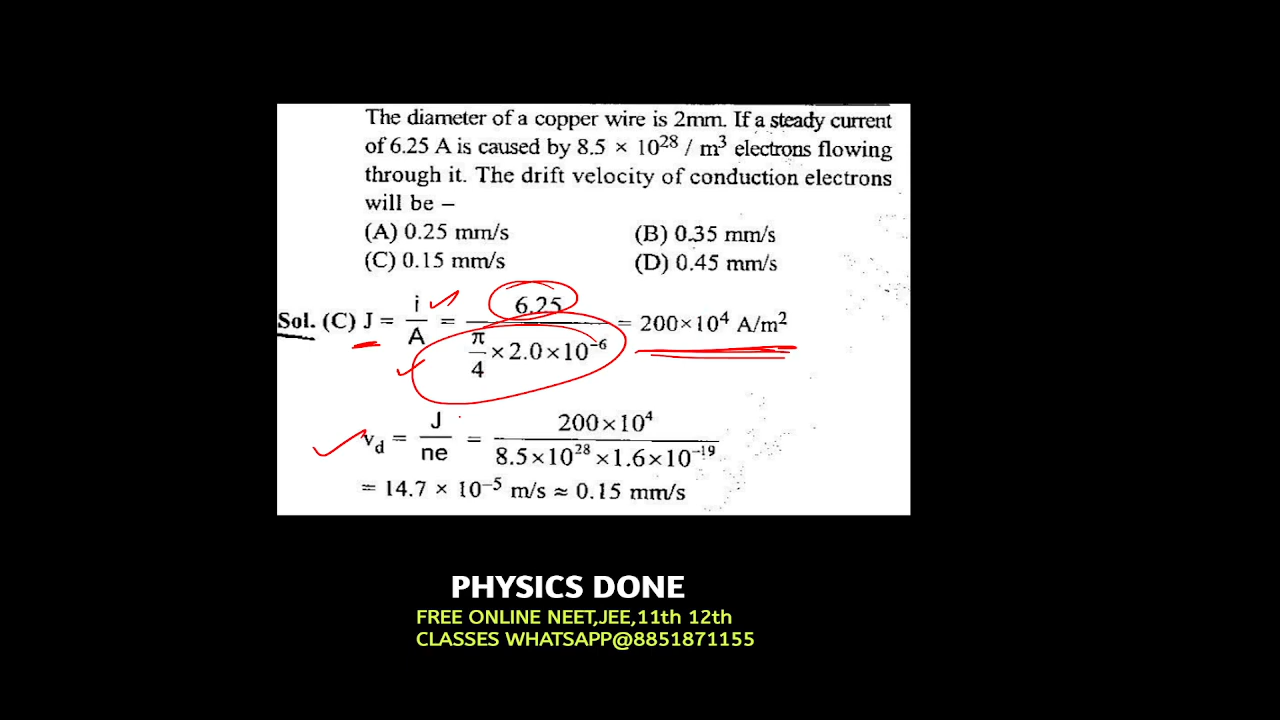 The diameter of a copper wire is 2mm. If a steady current
of 6.25 A is caused by 8.5 × 10²⁸ / m³ electrons flowing
through it. The drift velocity of conduction electrons
will be –
(A) 0.25 mm/s (B) 0.35 mm/s
(C) 0.15 mm/s (D) 0.45 mm/s
Sol. (C) J = i/A = 6.25 / (π/4 × 2.0 × 10⁻⁶) = 200×10⁴ A/m²
v_d = J/ne = 200×10⁴ / (8.5×10²⁸ ×1.6×10⁻¹⁹)
= 14.7 × 10⁻⁵ m/s ≈ 0.15 mm/s
PHYSICS DONE
FREE ONLINE NEET,JEE,11th 12th
CLASSES WHATSAPP@8851871155